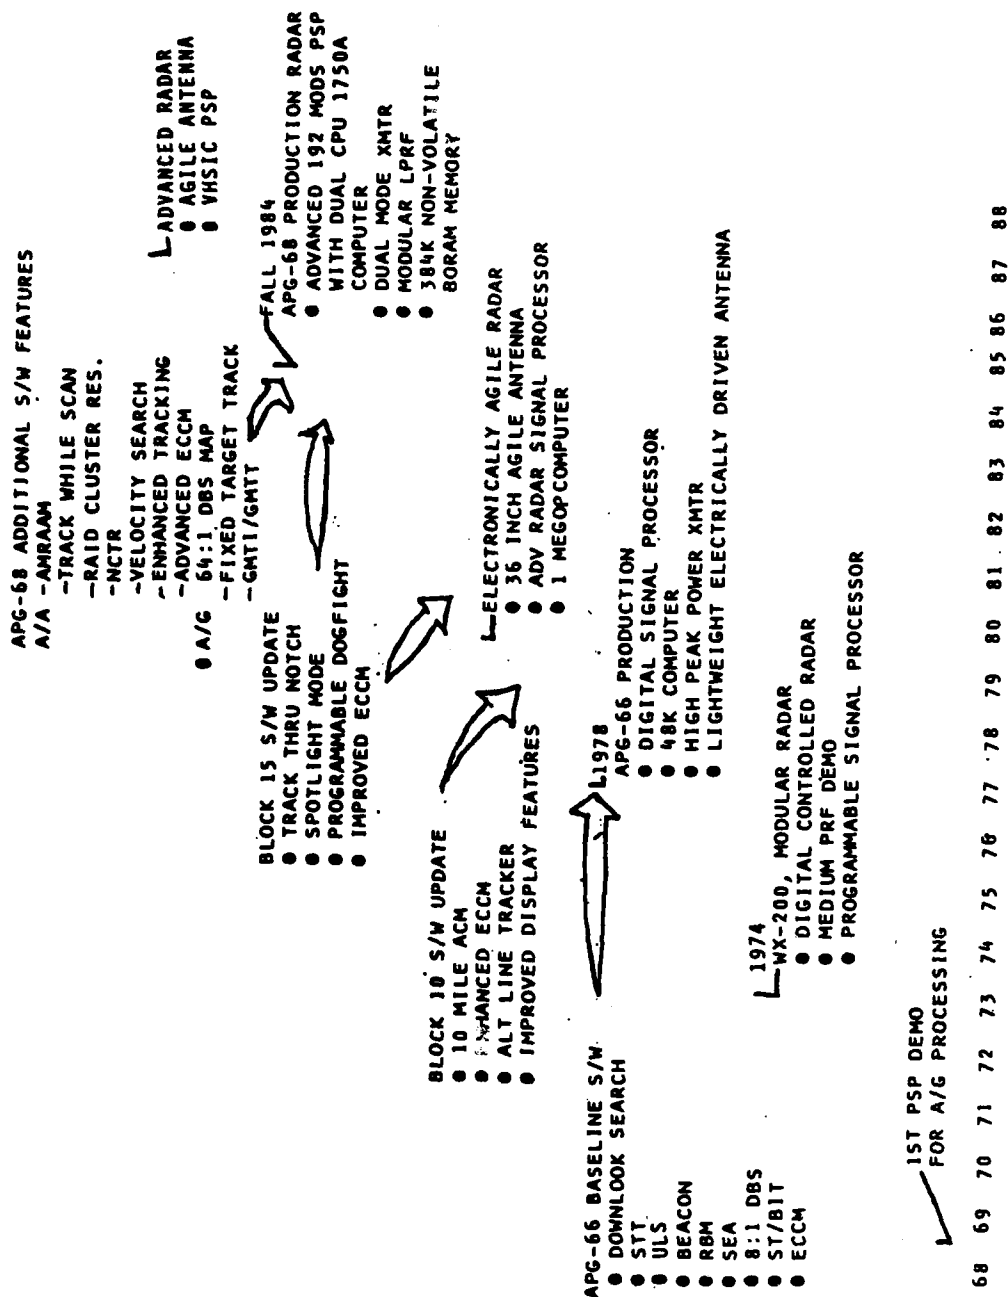 APG-68 ADDITIONAL S/W FEATURES
A/A -AMRAAM
-TRACK WHILE SCAN
-RAID CLUSTER RES.
-NCTR
-VELOCITY SEARCH
-ENHANCED TRACKING
-ADVANCED ECCM
● A/G 64:1 DBS MAP
-FIXED TARGET TRACK
-GMTI/GMTT
ADVANCED RADAR
● AGILE ANTENNA
● VHSIC PSP
FALL 1984
APG-68 PRODUCTION RADAR
● ADVANCED 192 MODS PSP
WITH DUAL CPU 1750A
COMPUTER
● DUAL MODE XMTR
● MODULAR LPRF
● 384K NON-VOLATILE
BORAM MEMORY
BLOCK 15 S/W UPDATE
● TRACK THRU NOTCH
● SPOTLIGHT MODE
● PROGRAMMABLE DOGFIGHT
● IMPROVED ECCM
ELECTRONICALLY AGILE RADAR
● 36 INCH AGILE ANTENNA
● ADV RADAR SIGNAL PROCESSOR
● 1 MEGOPCOMPUTER
BLOCK 10 S/W UPDATE
● 10 MILE ACM
● ENHANCED ECCM
● ALT LINE TRACKER
● IMPROVED DISPLAY FEATURES
1978
APG-66 PRODUCTION
● DIGITAL SIGNAL PROCESSOR
● 48K COMPUTER
● HIGH PEAK POWER XMTR
● LIGHTWEIGHT ELECTRICALLY DRIVEN ANTENNA
APG-66 BASELINE S/W
● DOWNLOOK SEARCH
● STT
● ULS
● BEACON
● RBM
● SEA
● 8:1 DBS
● ST/BIT
● ECCM
1974
WX-200, MODULAR RADAR
● DIGITAL CONTROLLED RADAR
● MEDIUM PRF DEMO
● PROGRAMMABLE SIGNAL PROCESSOR
1ST PSP DEMO
FOR A/G PROCESSING
68 69 70 71 72 73 74 75 76 77 78 79 80 81 82 83 84 85 86 87 88